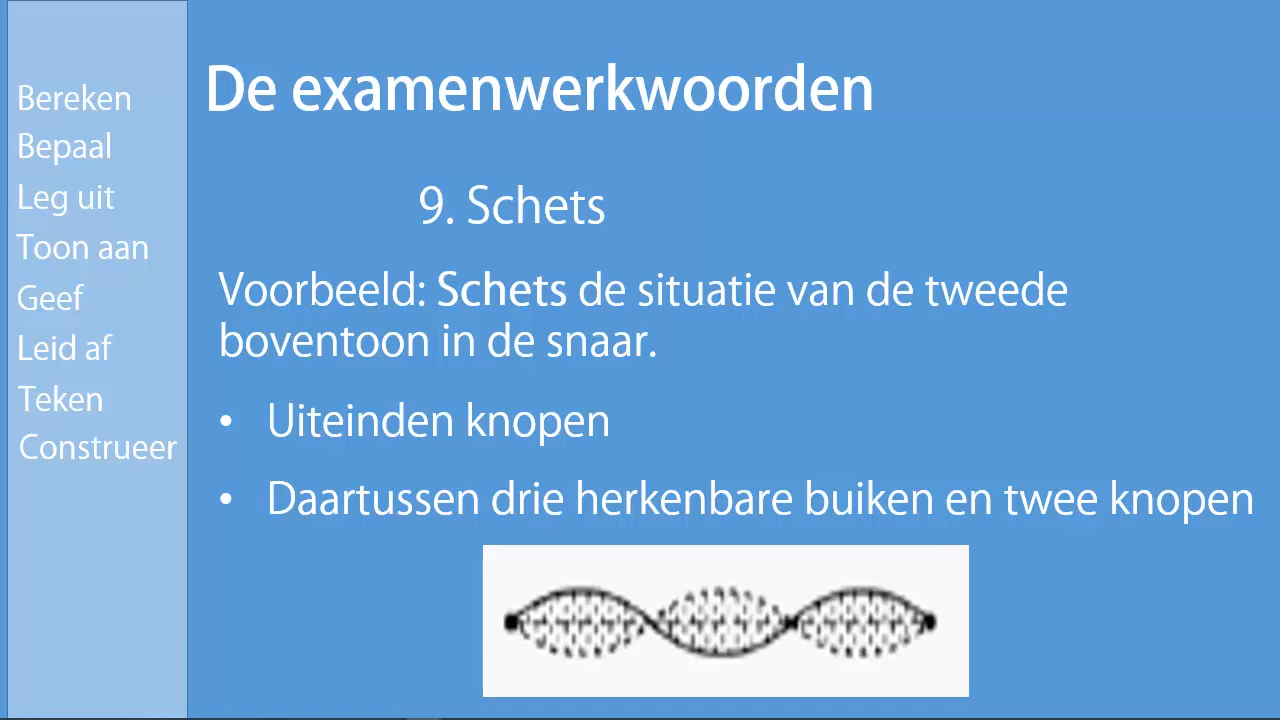 De examenwerkwoorden
Bereken
Bepaal
Leg uit
Toon aan
Geef
Leid af
Teken
Construeer
9. Schets
Voorbeeld: Schets de situatie van de tweede
boventoon in de snaar.
• Uiteinden knopen
• Daartussen drie herkenbare buiken en twee knopen